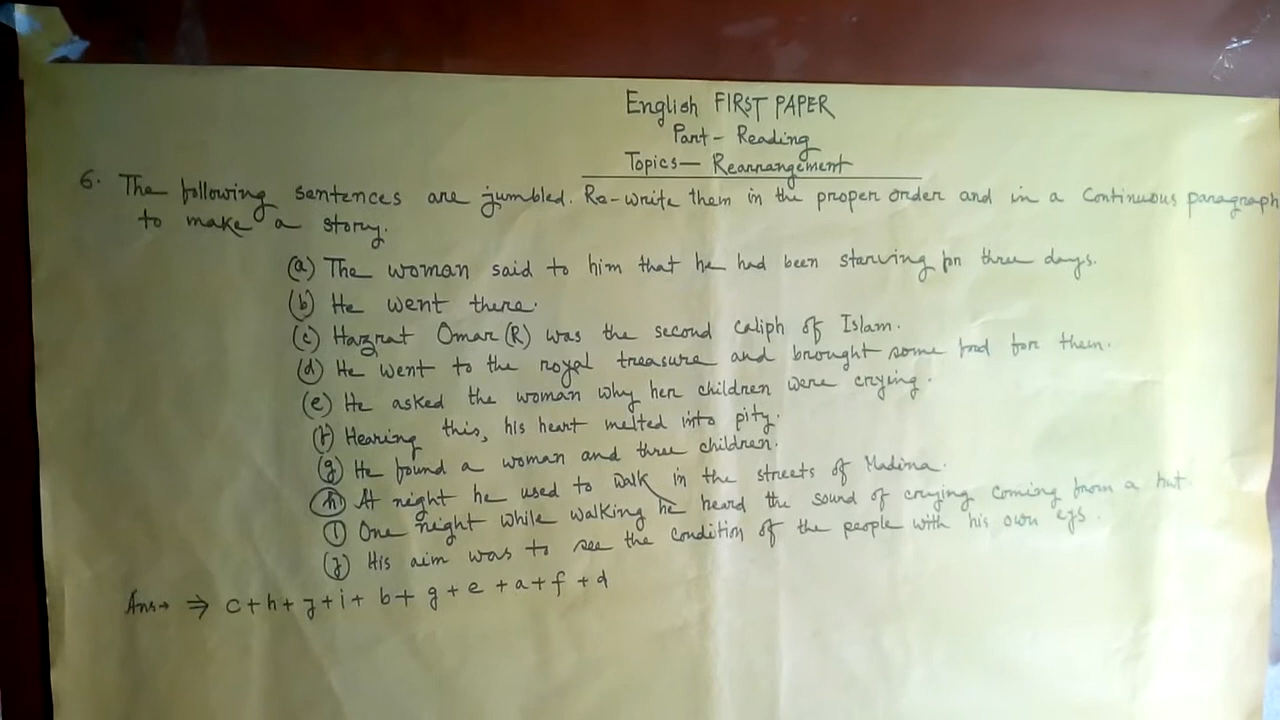 English FIRST PAPER
Part- Reading
Topics— Rearrangement
6. The following sentences are jumbled. Re-write them in the proper order and in a continuous paragraph
to make a story.
(a) The woman said to him that he had been starving for three days.
(b) He went there.
(c) Hazrat Omar (R) was the second caliph of Islam.
(d) He went to the royal treasure and brought some food for them.
(e) He asked the woman why her children were crying.
(f) Hearing this, his heart melted into pity.
(g) He found a woman and three children.
(h) At night he used to walk in the streets of Madina.
(i) One night while walking he heard the sound of crying coming from a hut.
(j) His aim was to see the condition of the people with his own eys.
Ans→ ⇒ c+h+j+i+ b+ g+e +a+f +d